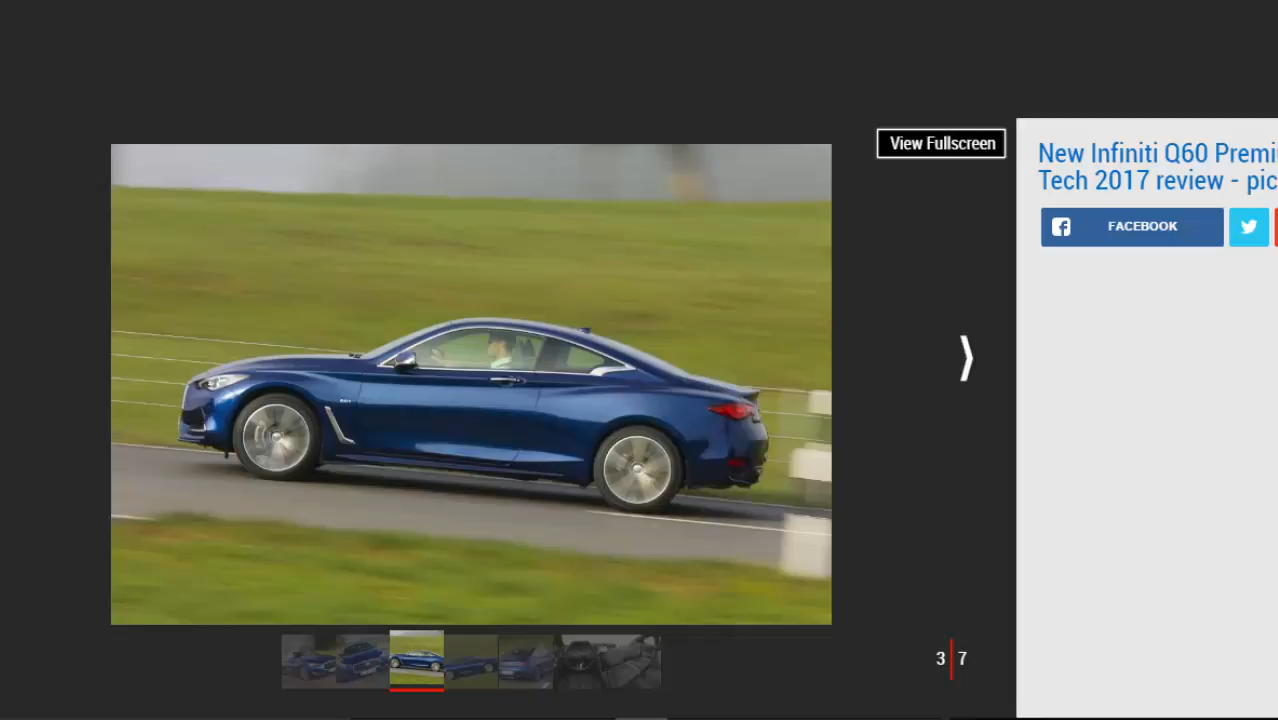 View Fullscreen
New Infiniti Q60 Premi
Tech 2017 review - pic
FACEBOOK
3 7